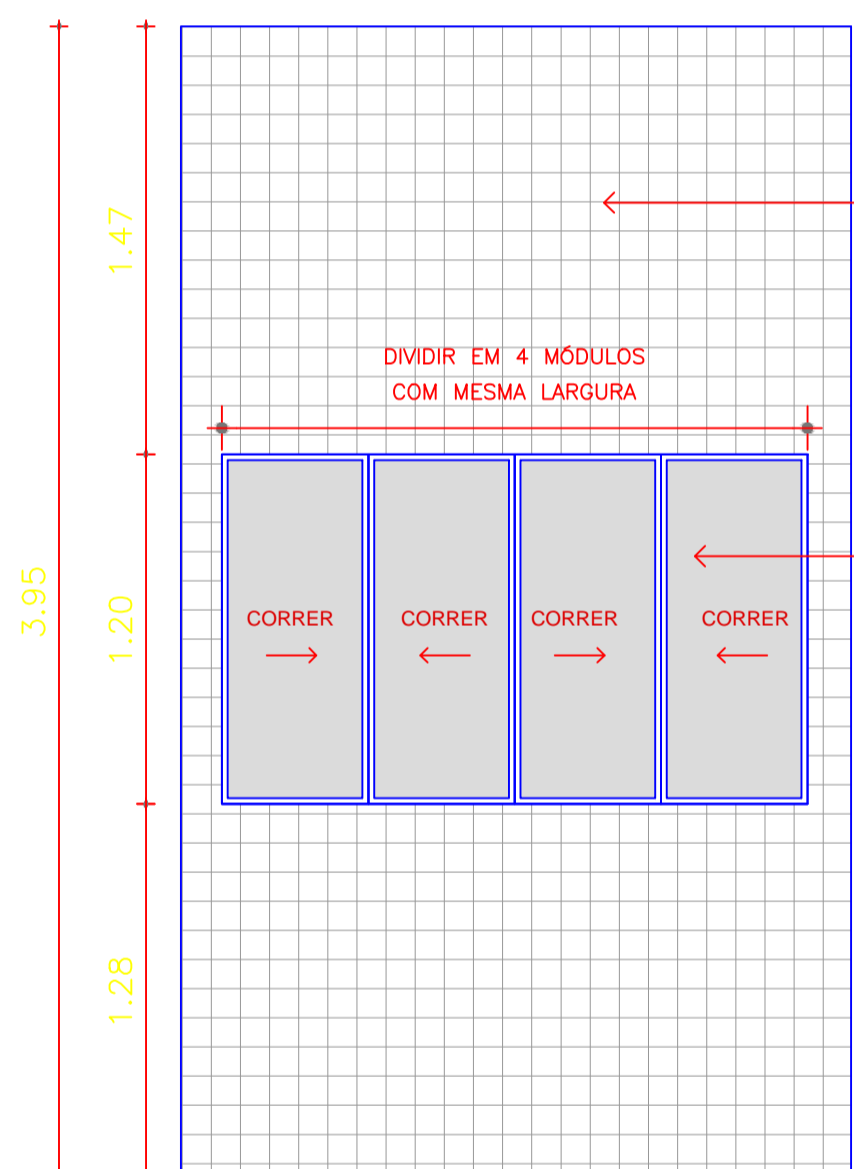 1.47
DIVIDIR EM 4 MÓDULOS
COM MESMA LARGURA
3.95
1.20
CORRER CORRER CORRER CORRER
1.28